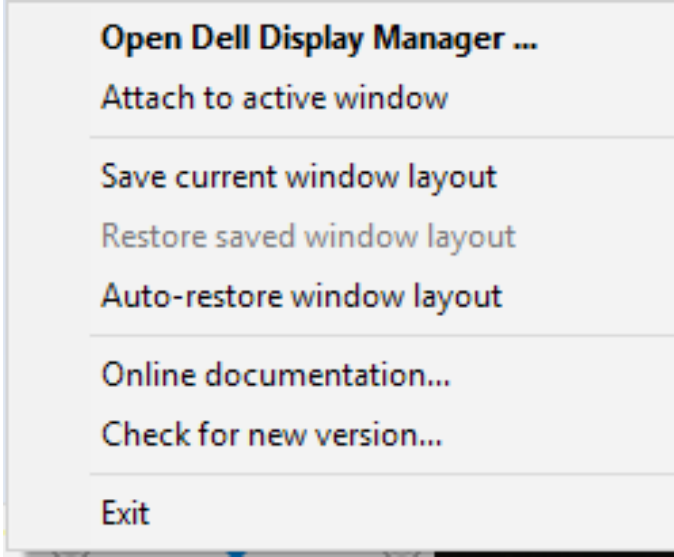 Open Dell Display Manager ...
Attach to active window
Save current window layout
Restore saved window layout
Auto-restore window layout
Online documentation...
Check for new version...
Exit